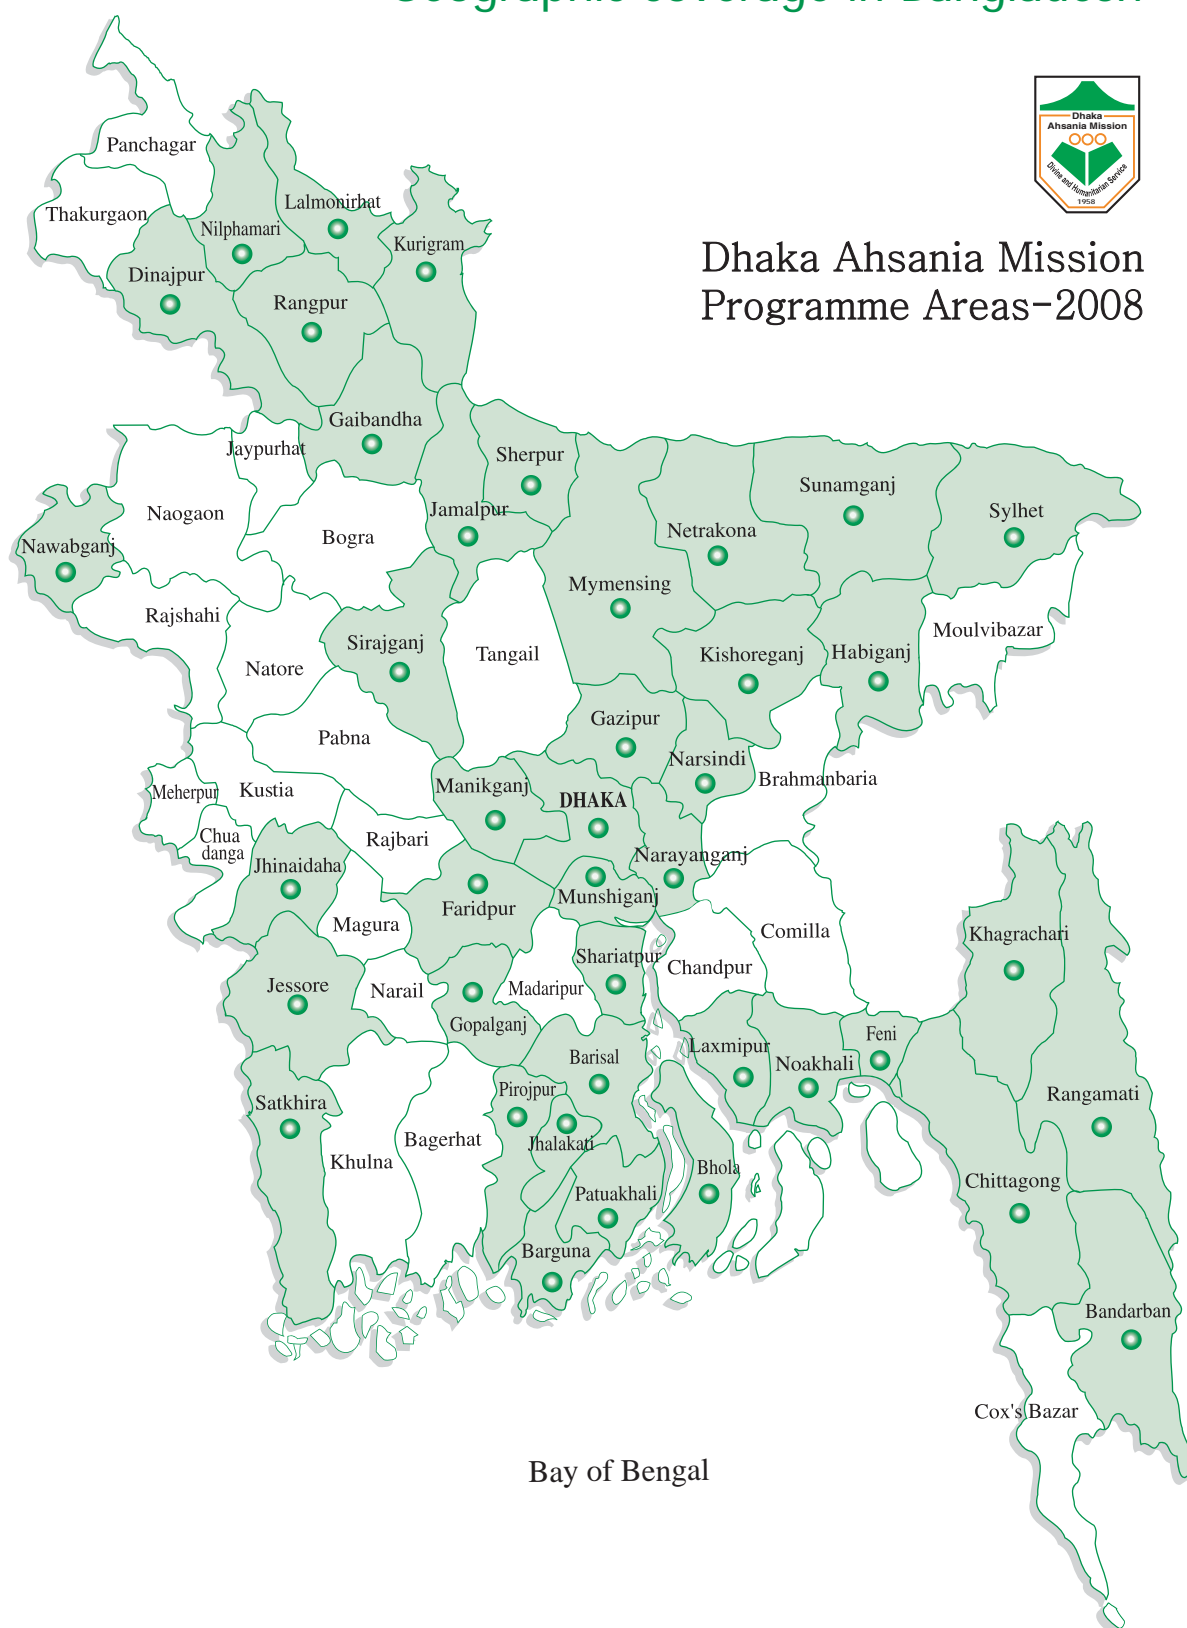 Geographic coverage in Bangladesh
Dhaka
Ahsania Mission
Divine and Humanitarian Service
1958
Dhaka Ahsania Mission
Programme Areas-2008
Panchagar
Thakurgaon
Lalmonirhat
Nilphamari
Kurigram
Dinajpur
Rangpur
Gaibandha
Jaypurhat
Sherpur
Sunamganj
Naogaon
Jamalpur
Sylhet
Bogra
Netrakona
Nawabganj
Mymensing
Rajshahi
Moulvibazar
Sirajganj
Tangail
Kishoreganj
Habiganj
Natore
Gazipur
Pabna
Narsindi
Brahmanbaria
Manikganj
Meherpur
Kustia
DHAKA
Chua
danga
Rajbari
Narayanganj
Jhinaidaha
Munshiganj
Faridpur
Magura
Comilla
Khagrachari
Shariatpur
Chandpur
Jessore
Narail
Madaripur
Gopalganj
Feni
Laxmipur
Barisal
Noakhali
Pirojpur
Rangamati
Satkhira
Bagerhat
Jhalakati
Khulna
Bhola
Chittagong
Patuakhali
Barguna
Bandarban
Cox's Bazar
Bay of Bengal